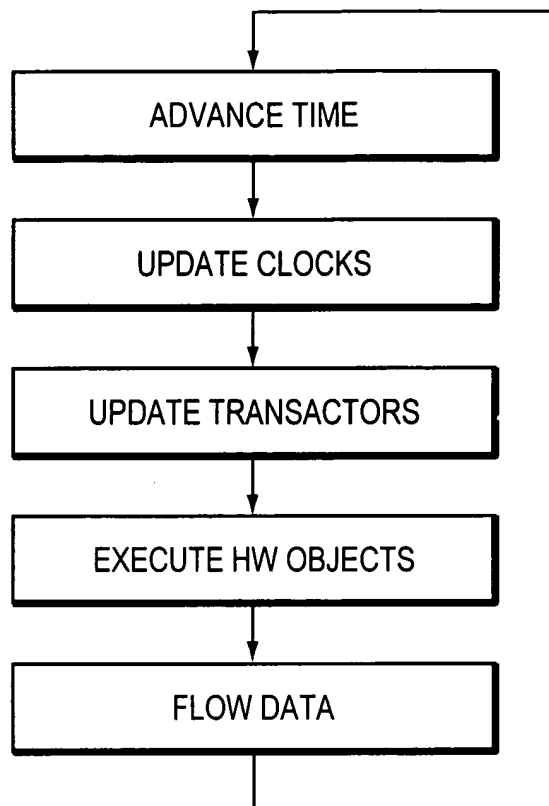 ADVANCE TIME
UPDATE CLOCKS
UPDATE TRANSACTORS
EXECUTE HW OBJECTS
FLOW DATA